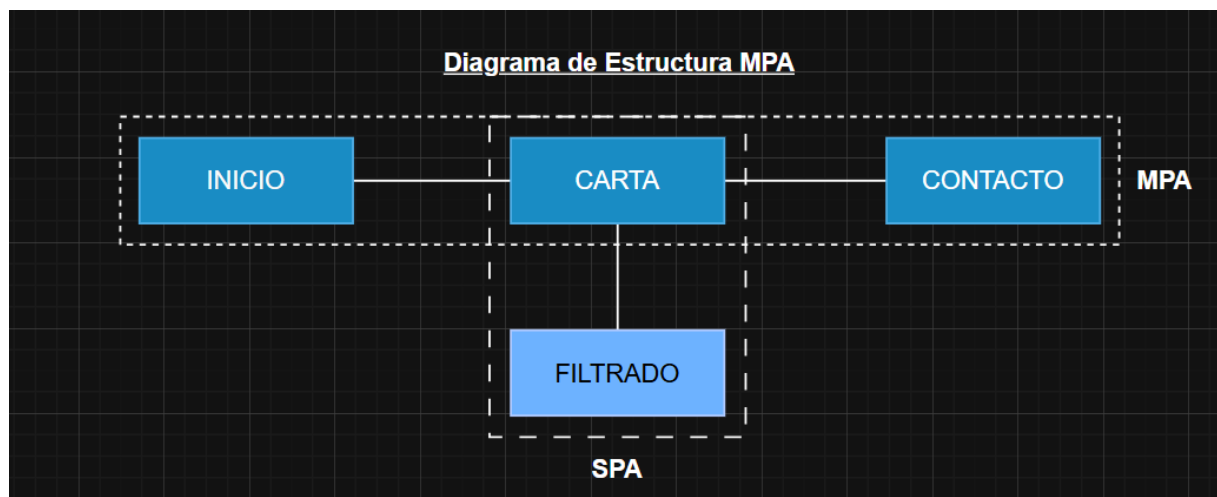 Diagrama de Estructura MPA
INICIO
CARTA
CONTACTO
MPA
FILTRADO
SPA